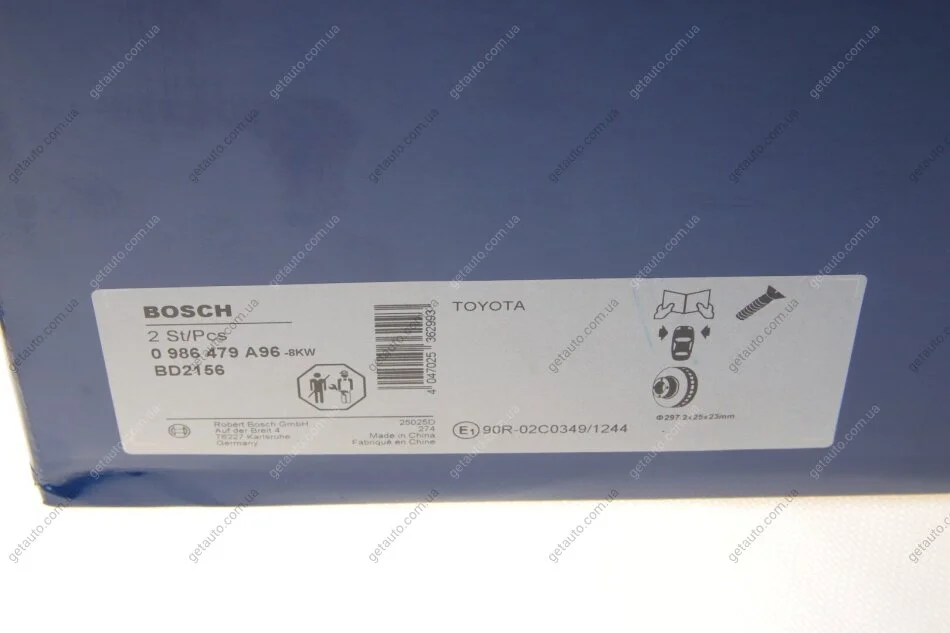 BOSCH
2 St/Pcs
0 986 479 A96 -8KW
BD2156
Robert Bosch GmbH
Auf der Breit 4
76227 Karlsruhe
Germany
25025D
274
Made in China
Fabriqué en Chine
4 047025 362993
TOYOTA
Φ297.2x25x23mm
E1 90R-02C0349/1244
getauto.com.ua